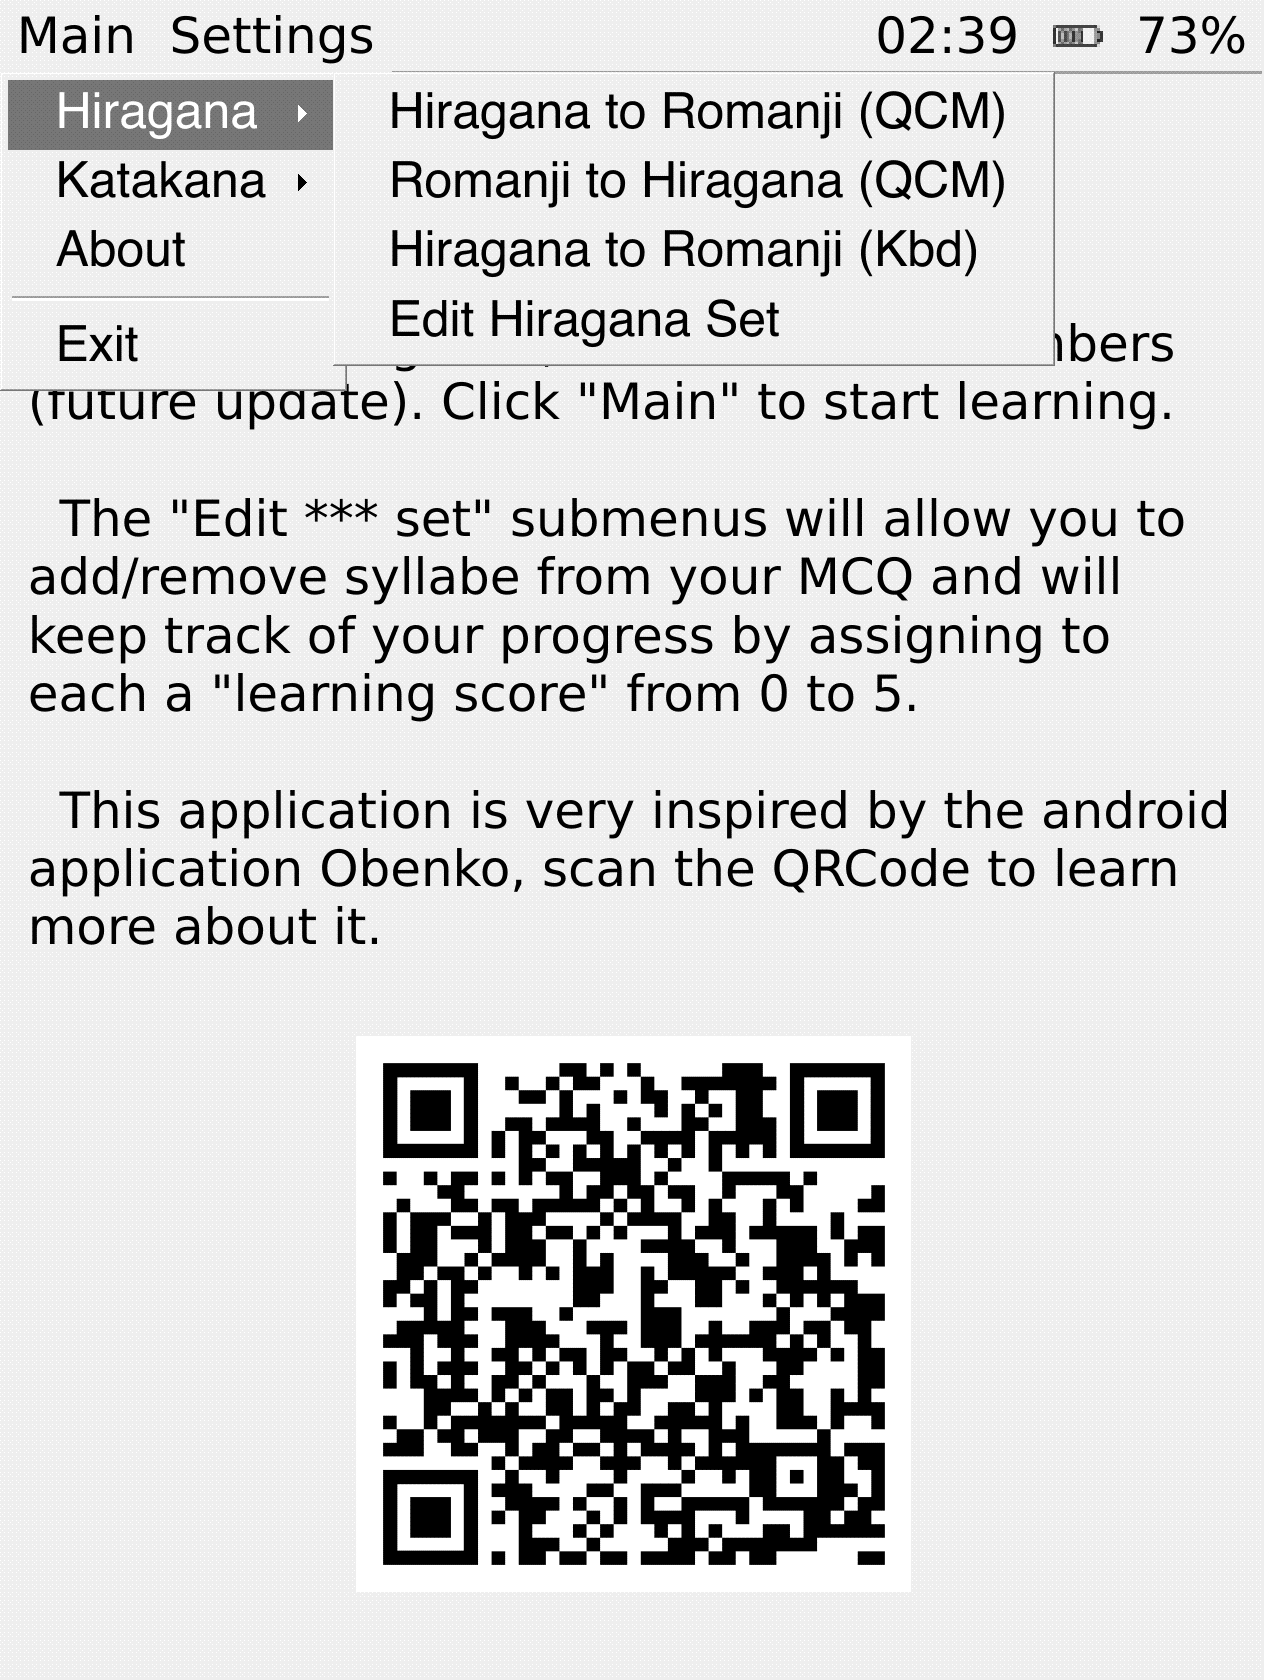 Main Settings 02:39 73%
Hiragana
Katakana
About
Exit
Hiragana to Romanji (QCM)
Romanji to Hiragana (QCM)
Hiragana to Romanji (Kbd)
Edit Hiragana Set
(future update). Click "Main" to start learning.
The "Edit *** set" submenus will allow you to
add/remove syllabe from your MCQ and will
keep track of your progress by assigning to
each a "learning score" from 0 to 5.
This application is very inspired by the android
application Obenko, scan the QRCode to learn
more about it.